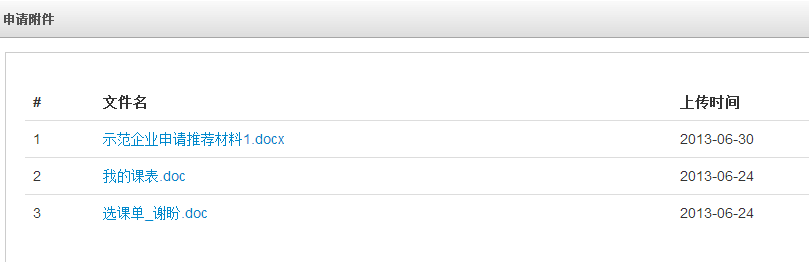 申请附件
# 文件名 上传时间
1 示范企业申请推荐材料1.docx 2013-06-30
2 我的课表.doc 2013-06-24
3 选课单_谢盼.doc 2013-06-24